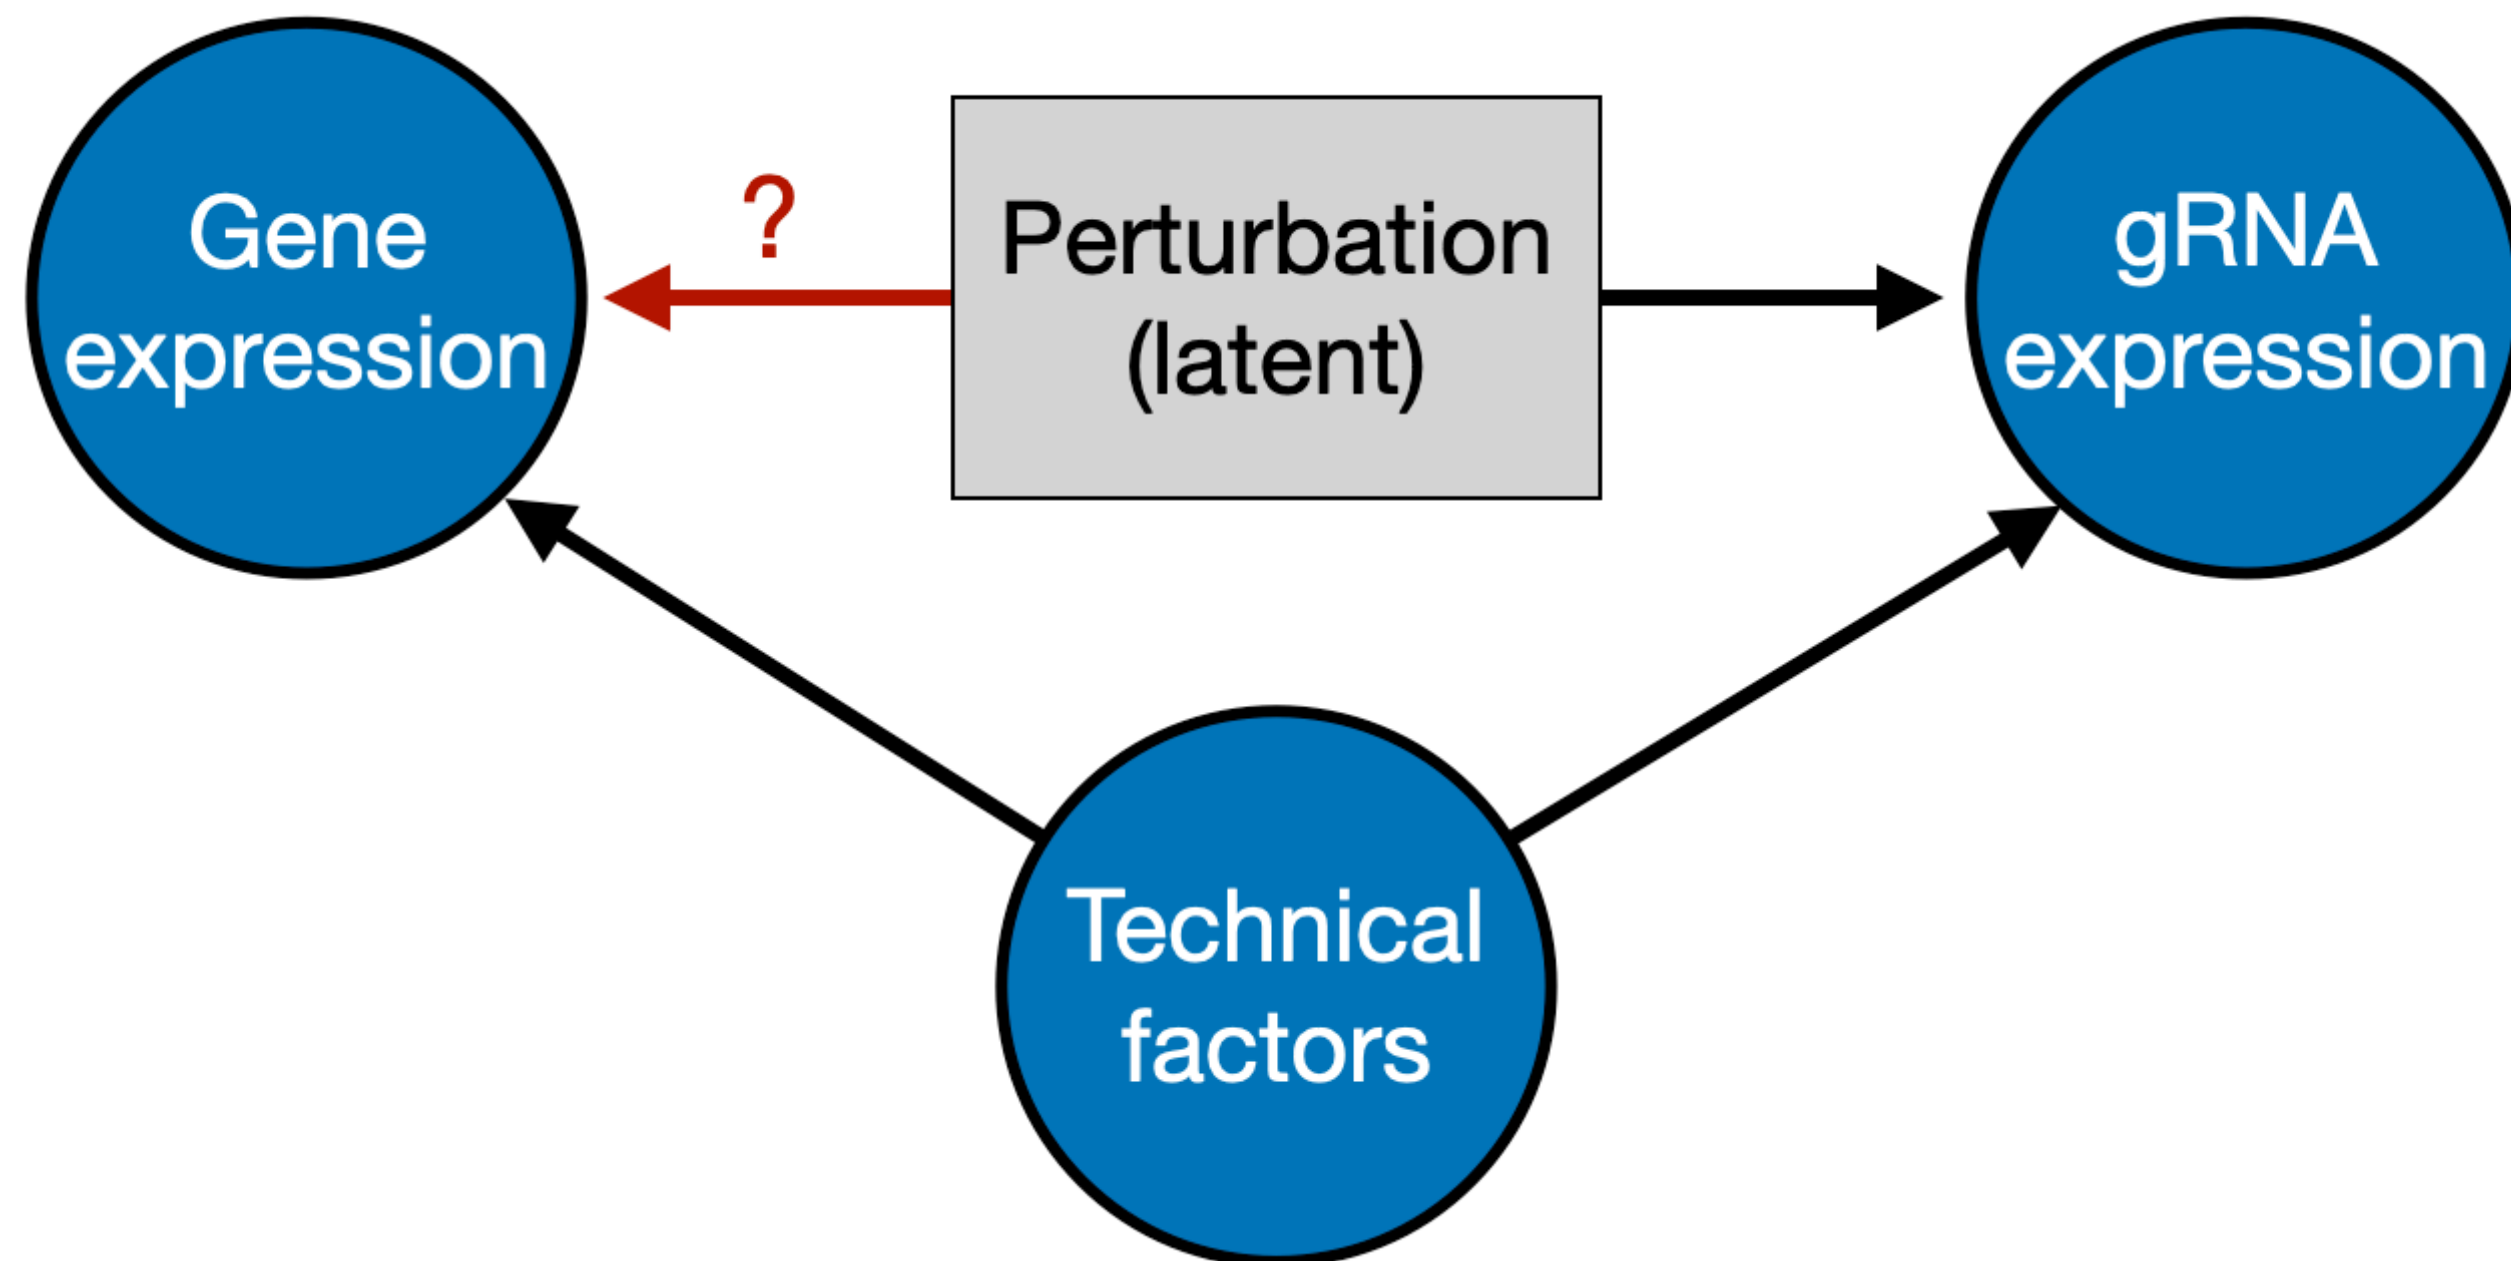 Gene
expression
?
Perturbation
(latent)
gRNA
expression
Technical
factors